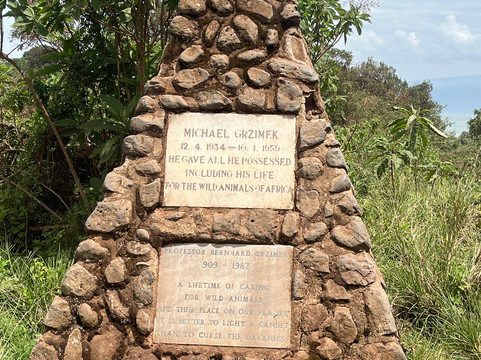 MICHAEL GRZIMEK
12. 4. 1934 – 10. 1. 1959
HE GAVE ALL HE POSSESSED
INCLUDING HIS LIFE
FOR THE WILD ANIMALS OF AFRICA
PROFESSOR BERNHARD GRZIMEK
909 – 1987
A LIFETIME OF CARING
FOR WILD ANIMALS
AND THEIR PLACE ON OUR PLANET
IT IS BETTER TO LIGHT A CANDLE
THAN TO CURSE THE DARKNESS